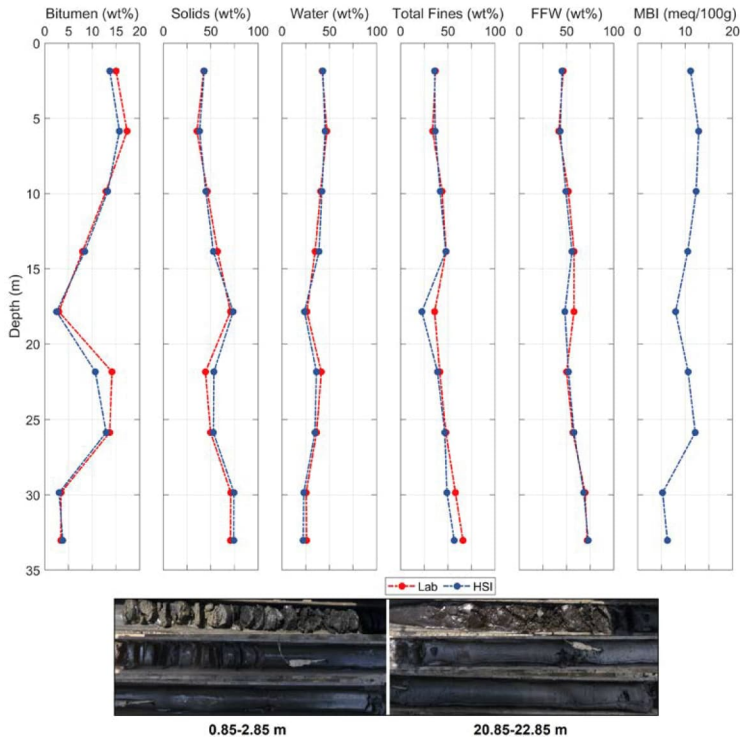 Bitumen (wt%) Solids (wt%) Water (wt%) Total Fines (wt%) FFW (wt%) MBI (meq/100g)
0 5 10 15 20 0 50 100 0 50 100 0 50 100 0 50 100 0 10 20
0
5
10
15
20
25
30
35
Depth (m)
Lab HSI
0.85-2.85 m 20.85-22.85 m